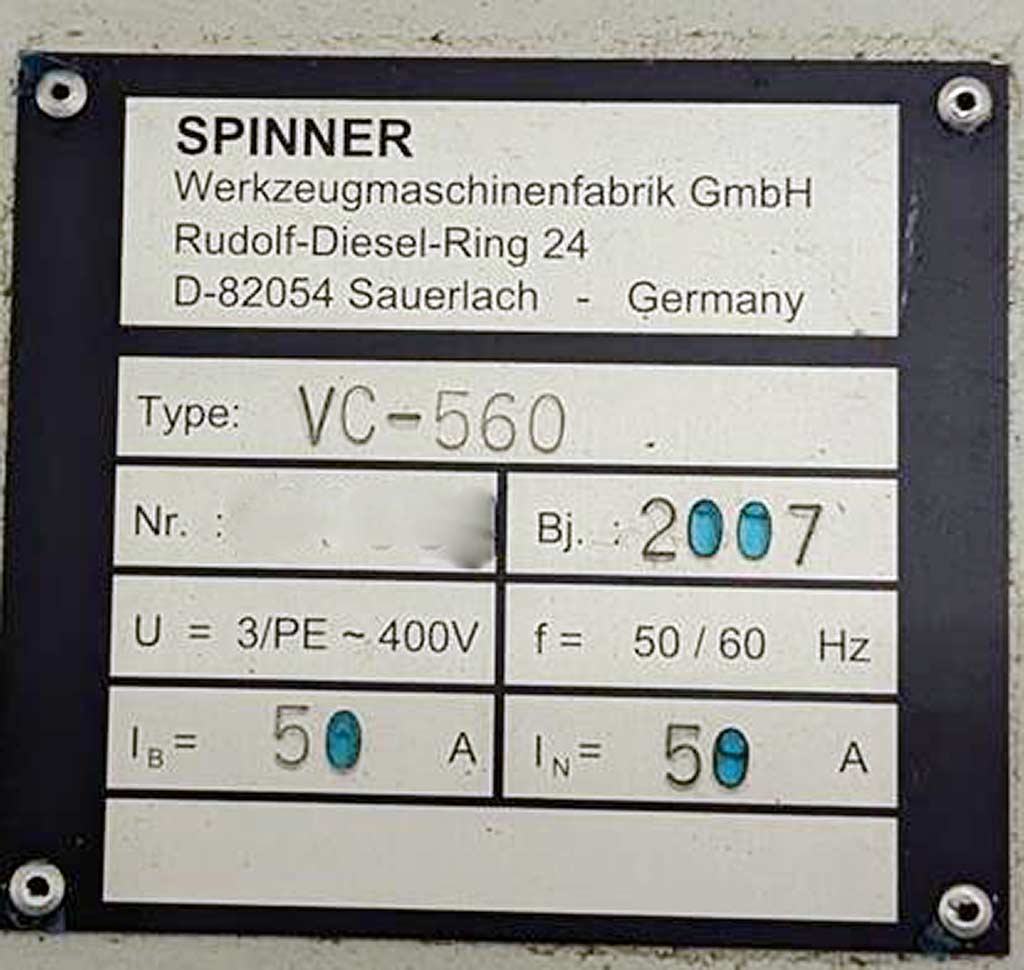 SPINNER
Werkzeugmaschinenfabrik GmbH
Rudolf-Diesel-Ring 24
D-82054 Sauerlach - Germany
Type: VC-560
Nr. :
Bj. : 2007
U = 3/PE ~ 400V
f = 50 / 60 Hz
IB = 50 A
IN = 50 A